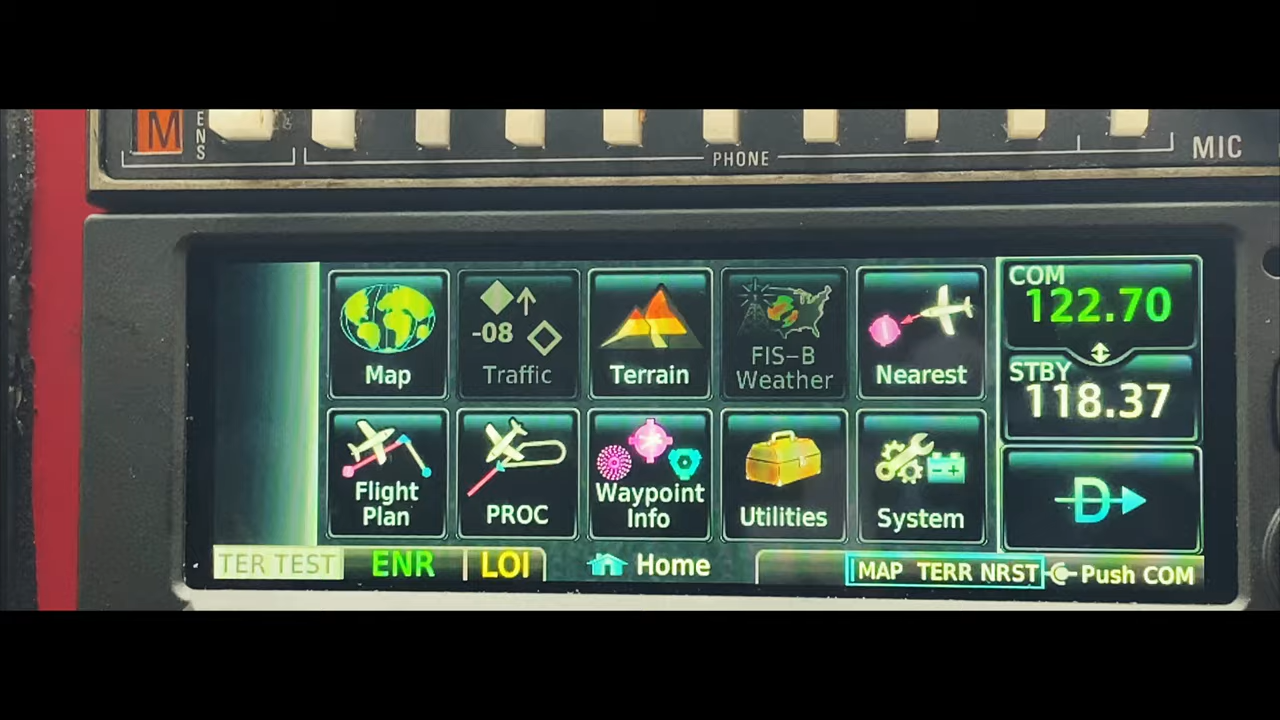 M
ENS
PHONE
MIC
Map
-08
Traffic
Terrain
FIS-B
Weather
Nearest
COM
122.70
STBY
118.37
Flight
Plan
PROC
Waypoint
Info
Utilities
System
D
TER TEST
ENR
LOI
Home
MAP TERR NRST
Push COM